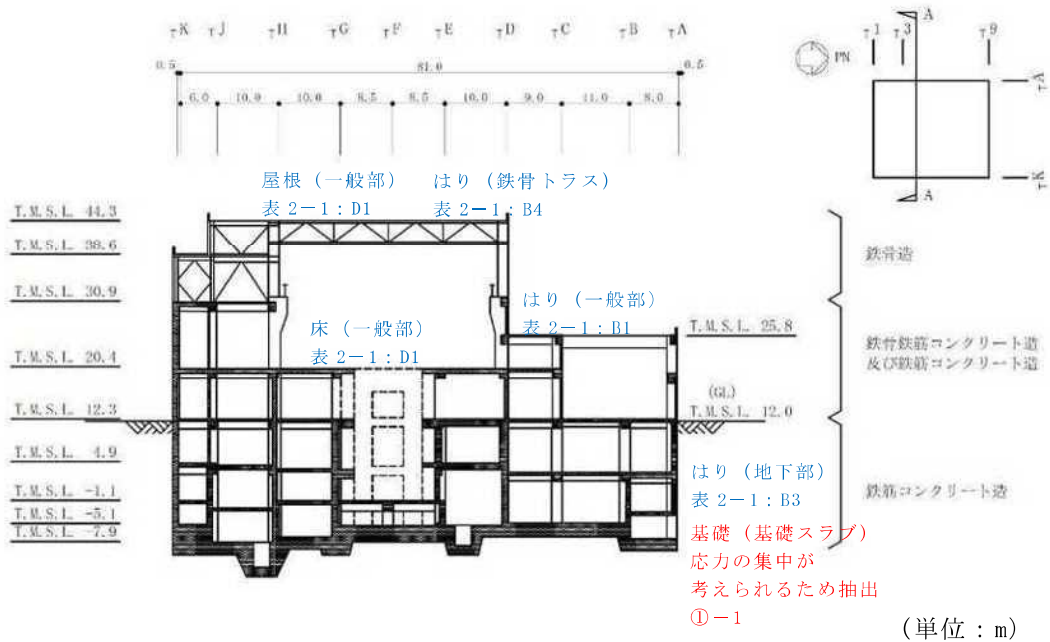 TK TJ TH TG TF TE TD TC TB TA
0.5 81.0 0.5
6.0 10.0 10.0 8.5 8.5 10.0 9.0 11.0 8.0
A
T1 T3 T9
PN
TA
TK
A
屋根（一般部）
表 2－1：D1
はり（鉄骨トラス）
表 2－1：B4
T.M.S.L. 44.3
T.M.S.L. 38.6
T.M.S.L. 30.9
T.M.S.L. 20.4
T.M.S.L. 12.3
T.M.S.L. 4.9
T.M.S.L. -1.1
T.M.S.L. -5.1
T.M.S.L. -7.9
床（一般部）
表 2－1：D1
はり（一般部）
表 2－1：B1
T.M.S.L. 25.8
(GL)
T.M.S.L. 12.0
鉄骨造
鉄骨鉄筋コンクリート造
及び鉄筋コンクリート造
鉄筋コンクリート造
はり（地下部）
表 2－1：B3
基礎（基礎スラブ）
応力の集中が
考えられるため抽出
①－1
（単位：m）